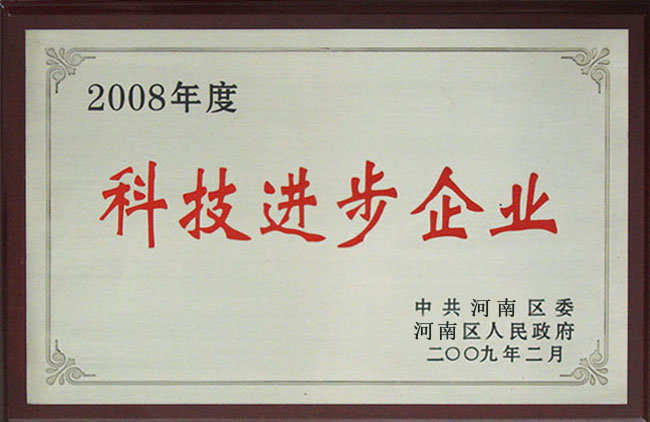 2008年度
科技进步企业
中共河南区委
河南区人民政府
二〇〇九年二月